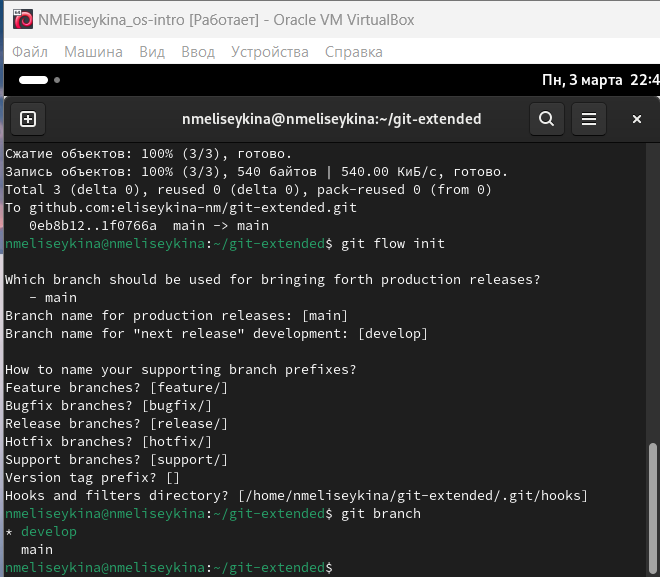 NMEliseykina_os-intro [Работает] - Oracle VM VirtualBox
Файл Машина Вид Ввод Устройства Справка
Пн, 3 марта 22:4
nmeliseykina@nmeliseykina:~/git-extended
Сжатие объектов: 100% (3/3), готово.
Запись объектов: 100% (3/3), 540 байтов | 540.00 КиБ/с, готово.
Total 3 (delta 0), reused 0 (delta 0), pack-reused 0 (from 0)
To github.com:eliseykina-nm/git-extended.git
   0eb8b12..1f0766a  main -> main
nmeliseykina@nmeliseykina:~/git-extended$ git flow init
Which branch should be used for bringing forth production releases?
   - main
Branch name for production releases: [main]
Branch name for "next release" development: [develop]
How to name your supporting branch prefixes?
Feature branches? [feature/]
Bugfix branches? [bugfix/]
Release branches? [release/]
Hotfix branches? [hotfix/]
Support branches? [support/]
Version tag prefix? []
Hooks and filters directory? [/home/nmeliseykina/git-extended/.git/hooks]
nmeliseykina@nmeliseykina:~/git-extended$ git branch
* develop
  main
nmeliseykina@nmeliseykina:~/git-extended$